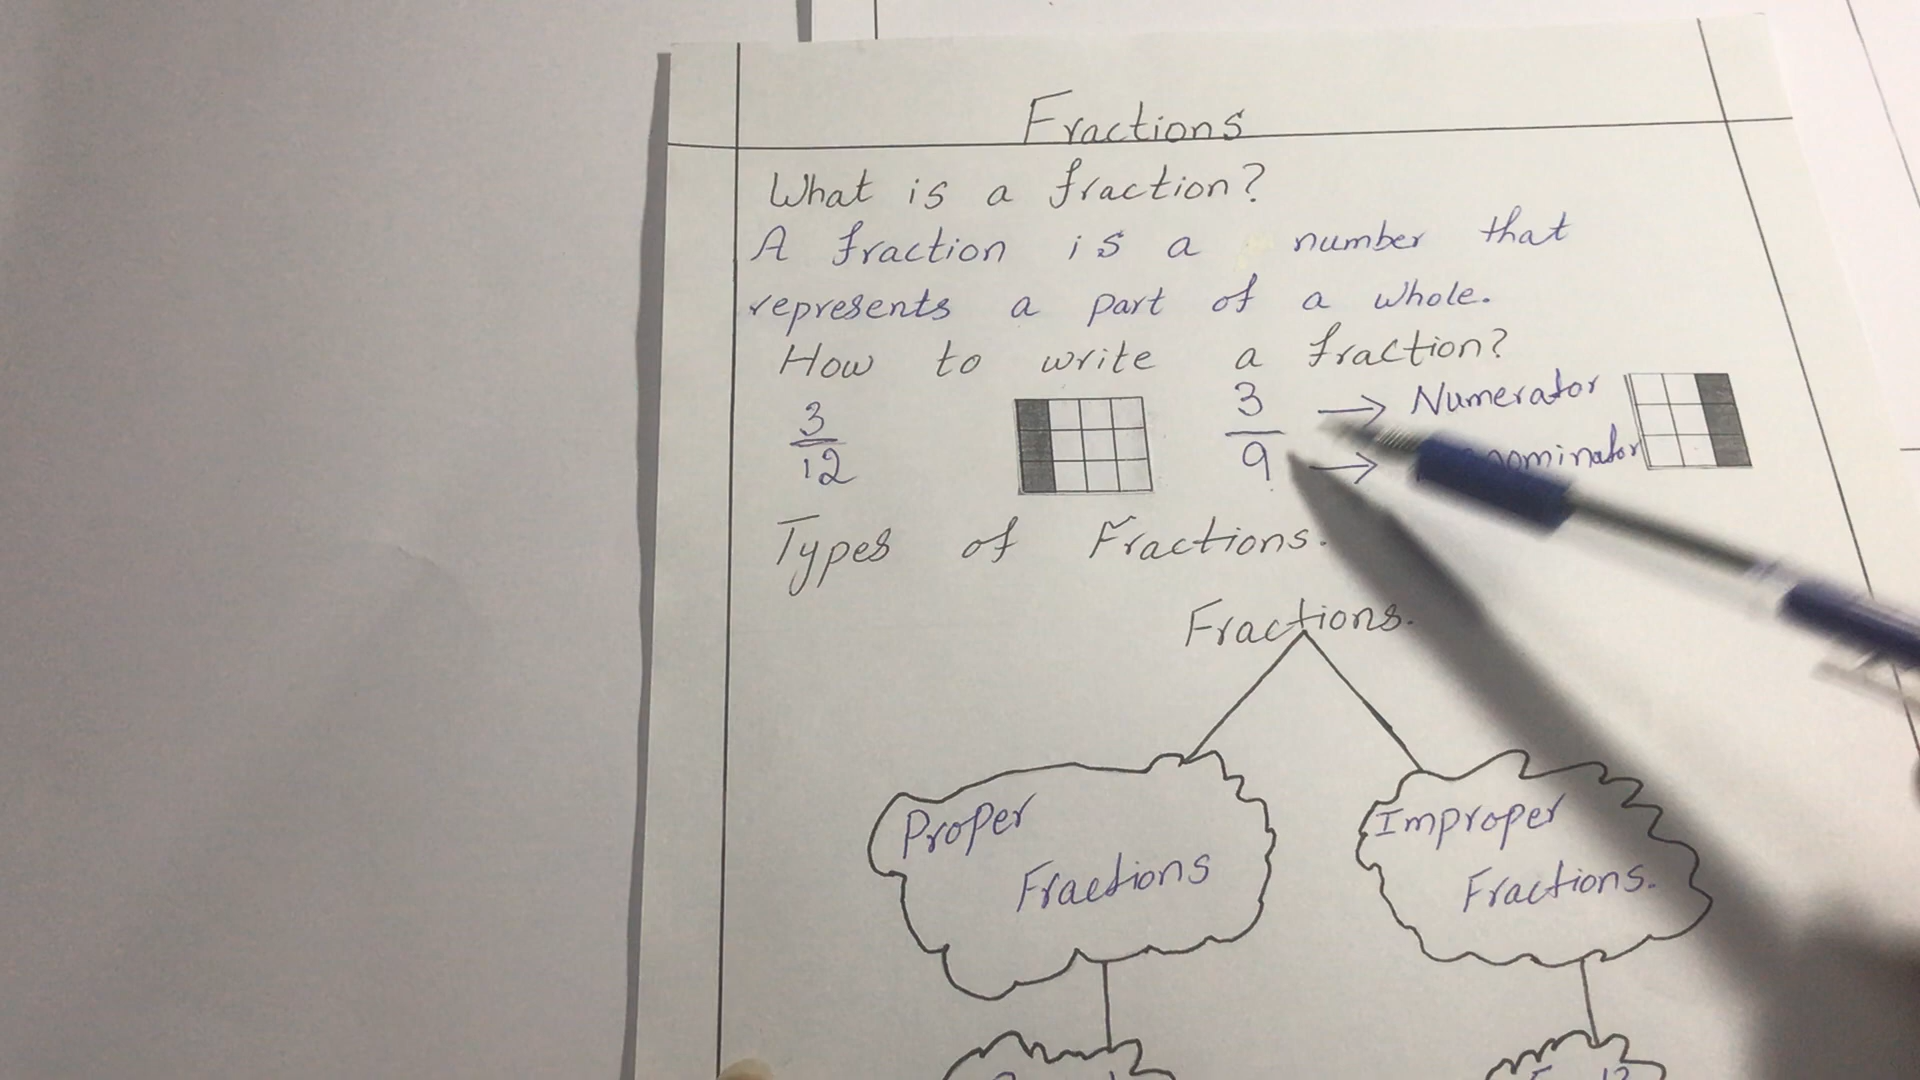 Fractions
What is a fraction?
A fraction is a number that
represents a part of a whole.
How to write a fraction?
3/12 3/9 → Numerator
→ nominator
Types of Fractions.
Fractions.
Proper Improper
Fractions Fractions.